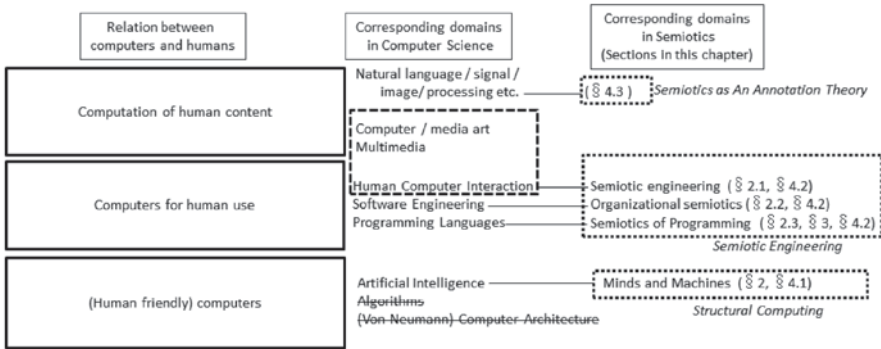 Relation between
computers and humans
Corresponding domains
in Computer Science
Corresponding domains
in Semiotics
(Sections in this chapter)
Computation of human content
Natural language / signal /
image/ processing etc.
(§ 4.3 )
Semiotics as An Annotation Theory
Computer / media art
Multimedia
Computers for human use
Human Computer Interaction
Semiotic engineering (§ 2.1, § 4.2)
Software Engineering
Organizational semiotics (§ 2.2, § 4.2)
Programming Languages
Semiotics of Programming (§ 2.3, § 3, § 4.2)
Semiotic Engineering
(Human friendly) computers
Artificial Intelligence
Minds and Machines (§ 2, § 4.1)
Algorithms
Structural Computing
(Von Neumann) Computer Architecture